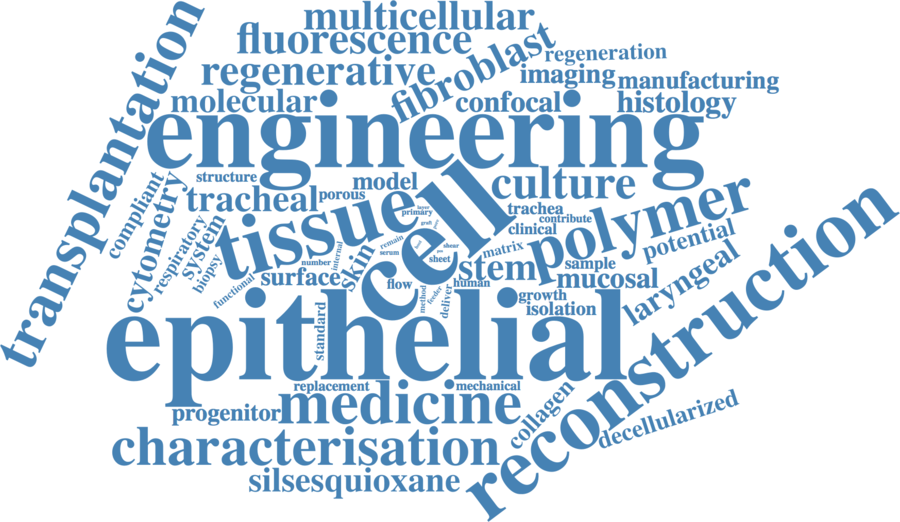 multicellular
fluorescence
regenerative
molecular
fibroblast
regeneration
imaging
manufacturing
confocal
histology
transplantation
engineering
structure
tracheal
porous
model
culture
compliant
cytometry
respiratory
system
biopsy
tissue
cell
layer
primary
graft
trachea
contribute
clinical
polymer
remain
serum
shear
sheet
matrix
stem
sample
potential
mucosal
laryngeal
functional
surface
number
internal
skin
flow
method
feeder
deliver
human
growth
isolation
standard
epithelial
reconstruction
replacement
mechanical
progenitor
medicine
collagen
decellularized
characterisation
silsesquioxane